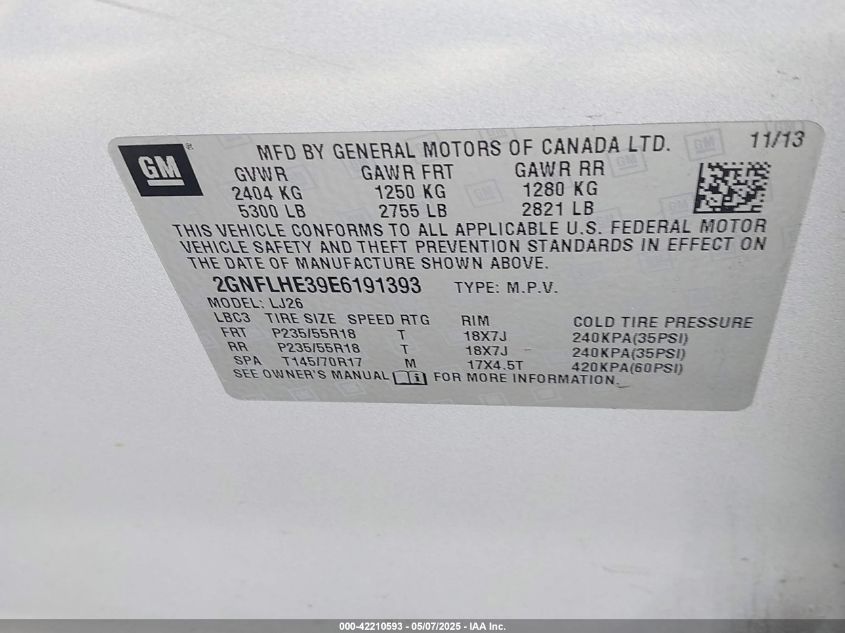 GM® MFD BY GENERAL MOTORS OF CANADA LTD. 11/13
GVWR GAWR FRT GAWR RR
2404 KG 1250 KG 1280 KG
5300 LB 2755 LB 2821 LB
THIS VEHICLE CONFORMS TO ALL APPLICABLE U.S. FEDERAL MOTOR
VEHICLE SAFETY AND THEFT PREVENTION STANDARDS IN EFFECT ON
THE DATE OF MANUFACTURE SHOWN ABOVE.
2GNFLHE39E6191393 TYPE: M.P.V.
MODEL: LJ26
LBC3 TIRE SIZE SPEED RTG RIM COLD TIRE PRESSURE
FRT P235/55R18 T 18X7J 240KPA(35PSI)
RR P235/55R18 T 18X7J 240KPA(35PSI)
SPA T145/70R17 M 17X4.5T 420KPA(60PSI)
SEE OWNER'S MANUAL FOR MORE INFORMATION.
000-42210593 - 05/07/2025 - IAA Inc.